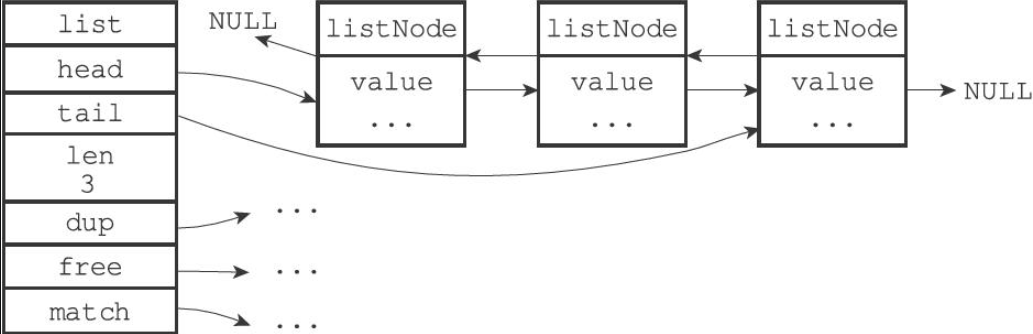 list
head
tail
len
3
dup
free
match
NULL
listNode
value
...
listNode
value
...
listNode
value
...
NULL
...
...
...